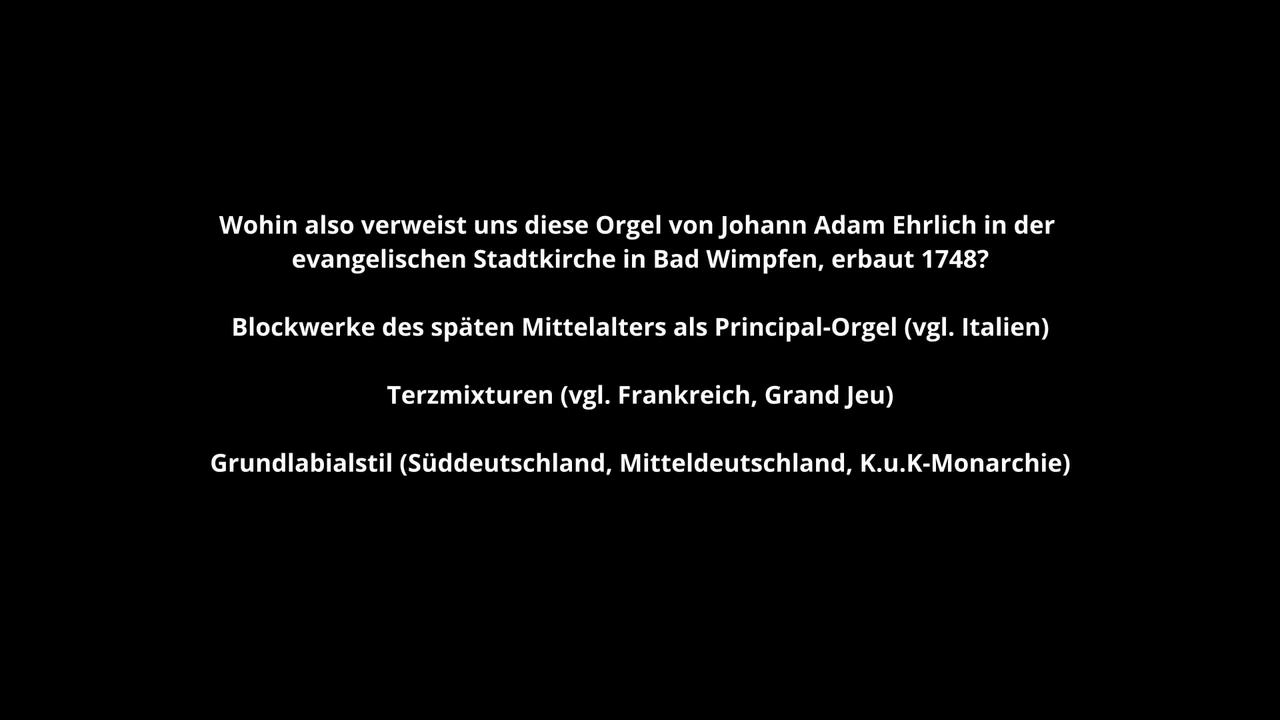 Wohin also verweist uns diese Orgel von Johann Adam Ehrlich in der
evangelischen Stadtkirche in Bad Wimpfen, erbaut 1748?
Blockwerke des späten Mittelalters als Principal-Orgel (vgl. Italien)
Terzmixturen (vgl. Frankreich, Grand Jeu)
Grundlabialstil (Süddeutschland, Mitteldeutschland, K.u.K-Monarchie)